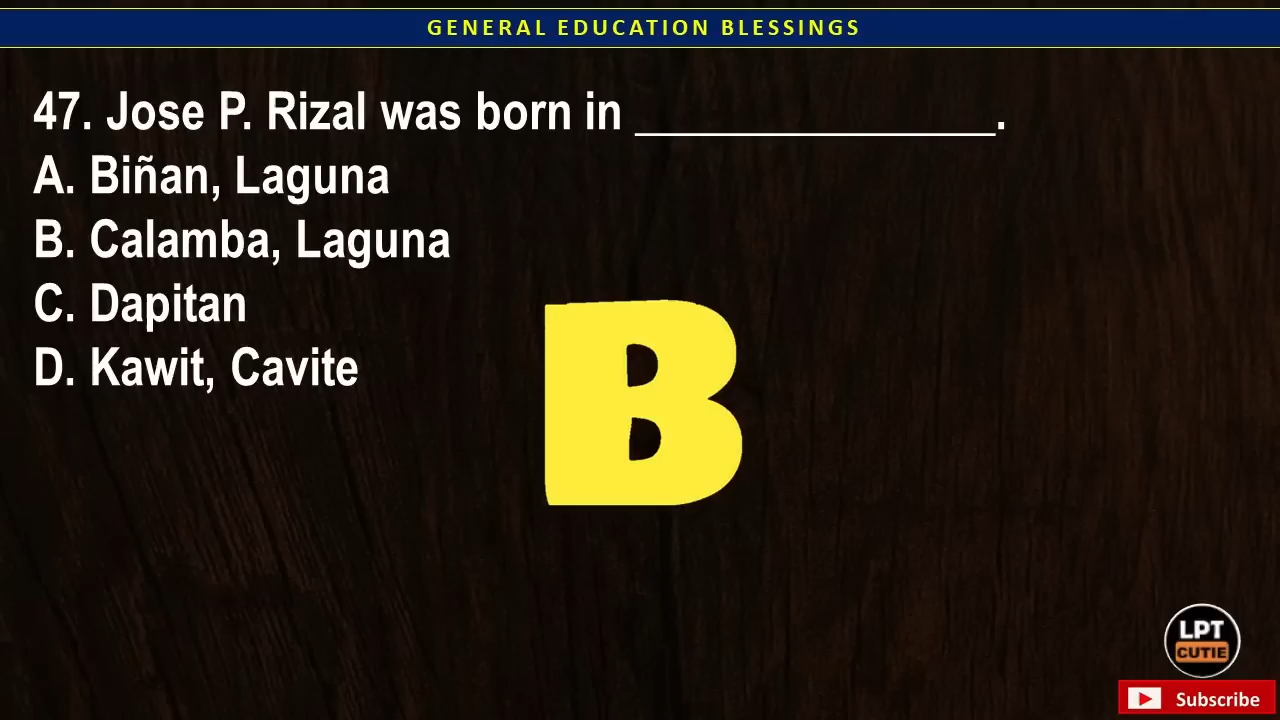 GENERAL EDUCATION BLESSINGS
47. Jose P. Rizal was born in _______________.
A. Biñan, Laguna
B. Calamba, Laguna
C. Dapitan
D. Kawit, Cavite
B
LPT
CUTIE
Subscribe